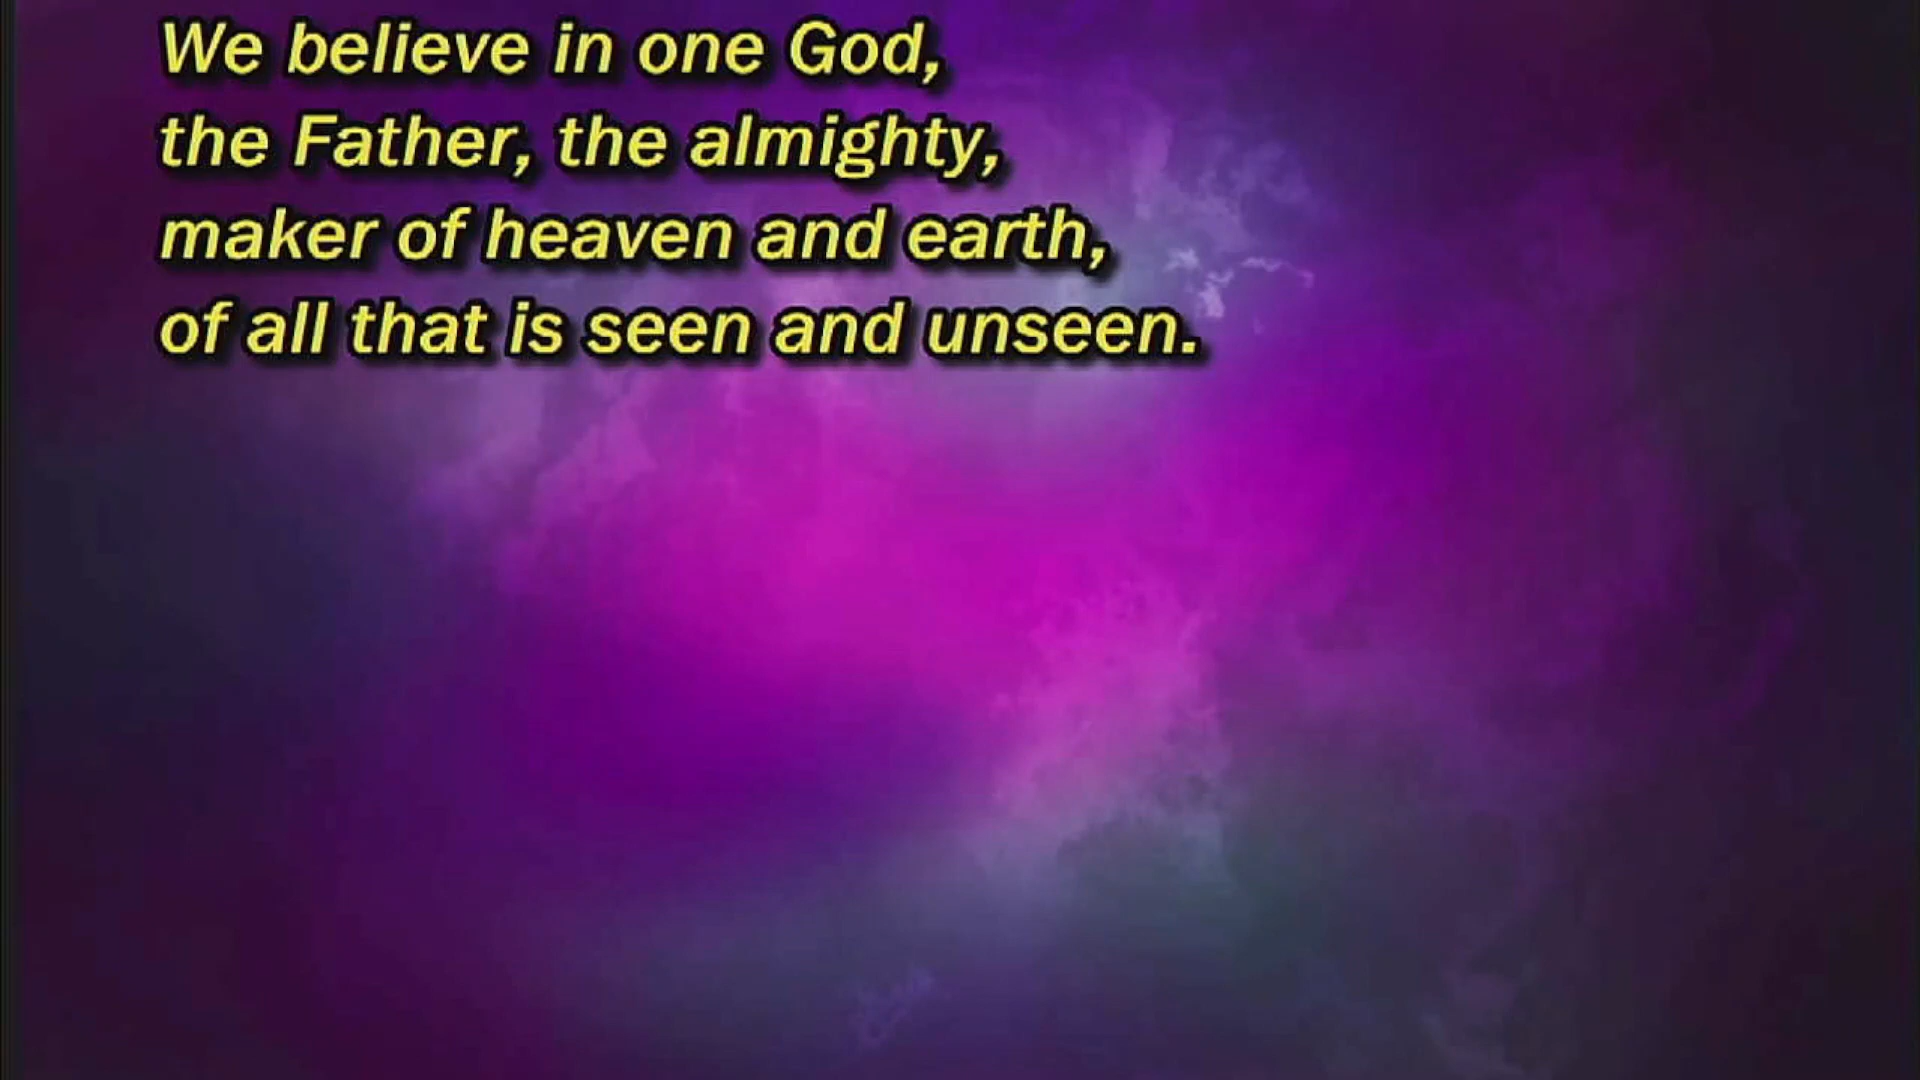 We believe in one God,
the Father, the almighty,
maker of heaven and earth,
of all that is seen and unseen.